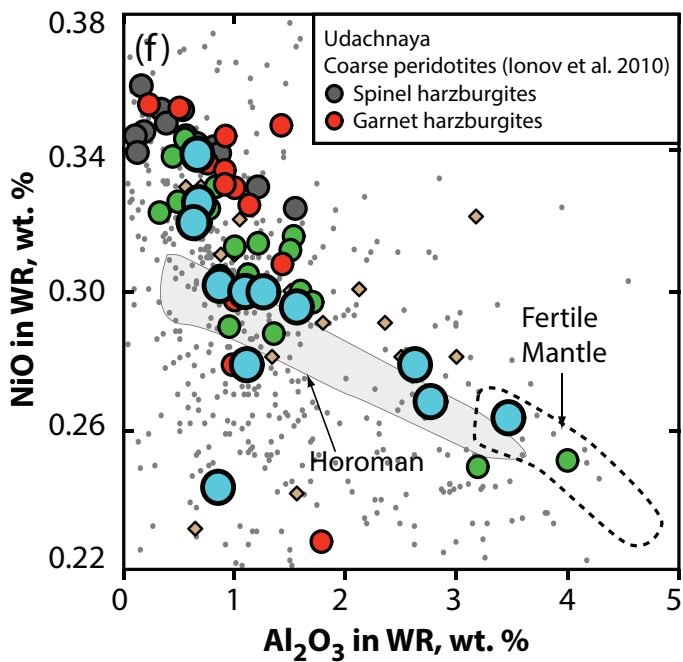 0.38
(f)
Udachnaya
Coarse peridotites (Ionov et al. 2010)
Spinel harzburgites
Garnet harzburgites
0.34
0.30
0.26
0.22
NiO in WR, wt. %
Fertile
Mantle
Horoman
0 1 2 3 4 5
Al₂O₃ in WR, wt. %